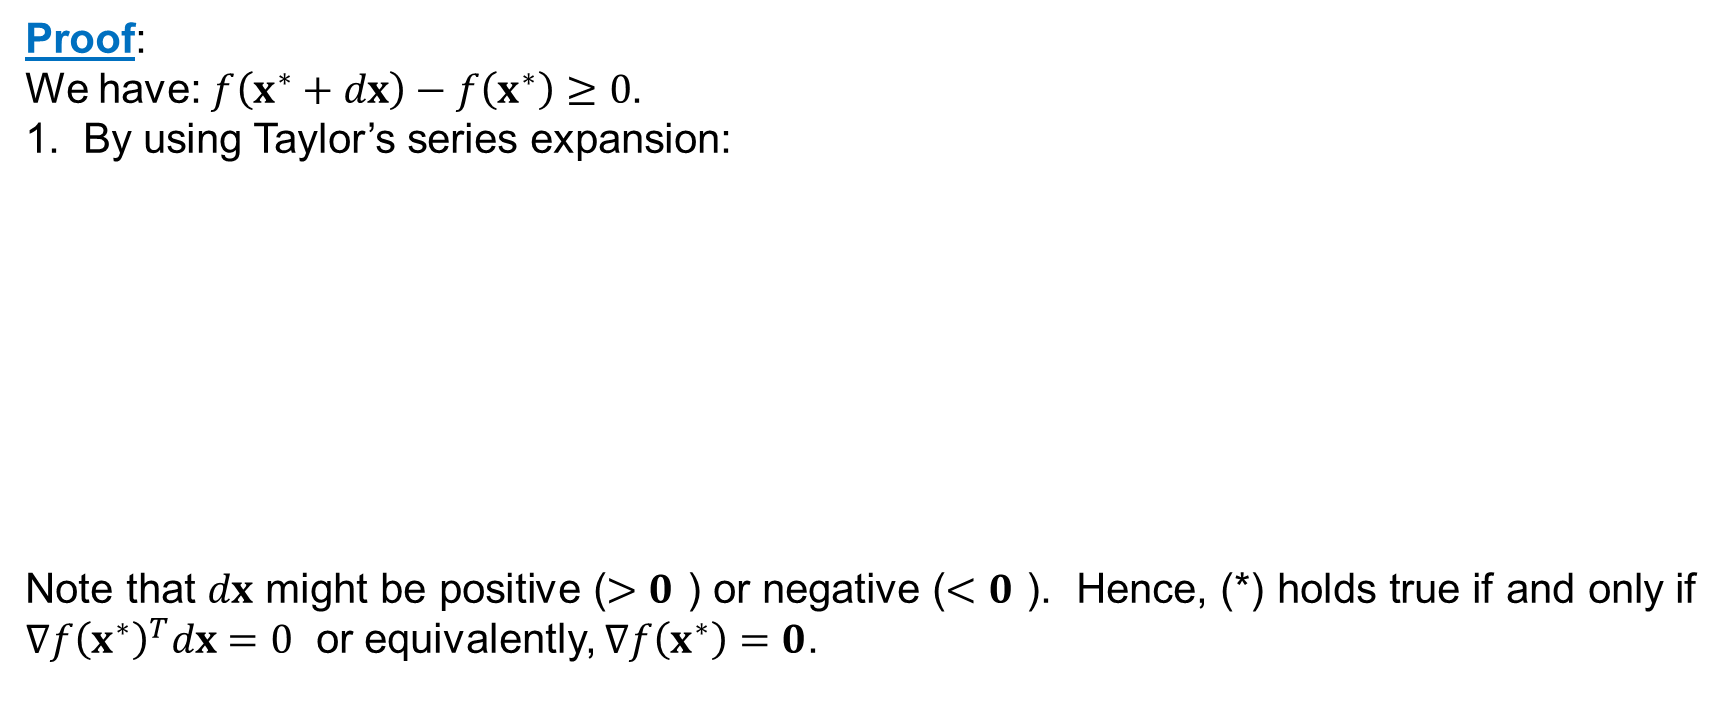 Proof:
We have: f(x* + dx) − f(x*) ≥ 0.
1. By using Taylor’s series expansion:
Note that dx might be positive (> 0 ) or negative (< 0 ). Hence, (*) holds true if and only if
∇f(x*)ᵀdx = 0 or equivalently, ∇f(x*) = 0.